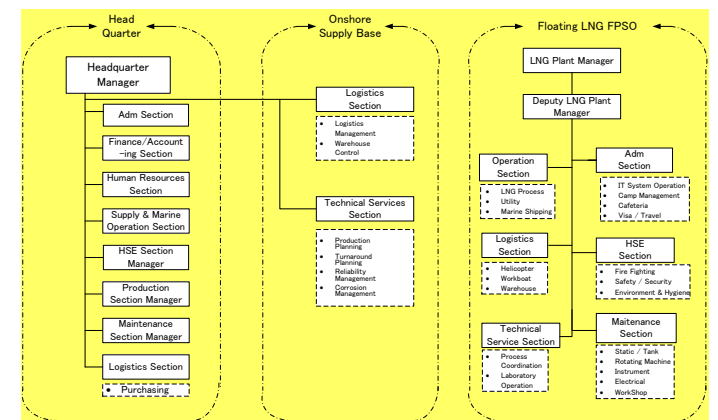 Head
Quarter
Headquarter
Manager
Adm Section
Finance/Account
-ing Section
Human Resources
Section
Supply & Marine
Operation Section
HSE Section
Manager
Production
Section Manager
Maintenance
Section Manager
Logistics Section
• Purchasing
Onshore
Supply Base
Logistics
Section
• Logistics
Management
• Warehouse
Control
Technical Services
Section
• Production
Planning
• Turnaround
Planning
• Reliability
Management
• Corrosion
Management
Floating LNG FPSO
LNG Plant Manager
Deputy LNG Plant
Manager
Operation
Section
• LNG Process
• Utility
• Marine Shipping
Adm
Section
• IT System Operation
• Camp Management
• Cafeteria
• Visa / Travel
Logistics
Section
• Helicopter
• Workboat
• Warehouse
HSE
Section
• Fire Fighting
• Safety / Security
• Environment & Hygiene
Technical
Service Section
• Process
Coordination
• Laboratory
Operation
Maitenance
Section
• Static / Tank
• Rotating Machine
• Instrument
• Electrical
• WorkShop